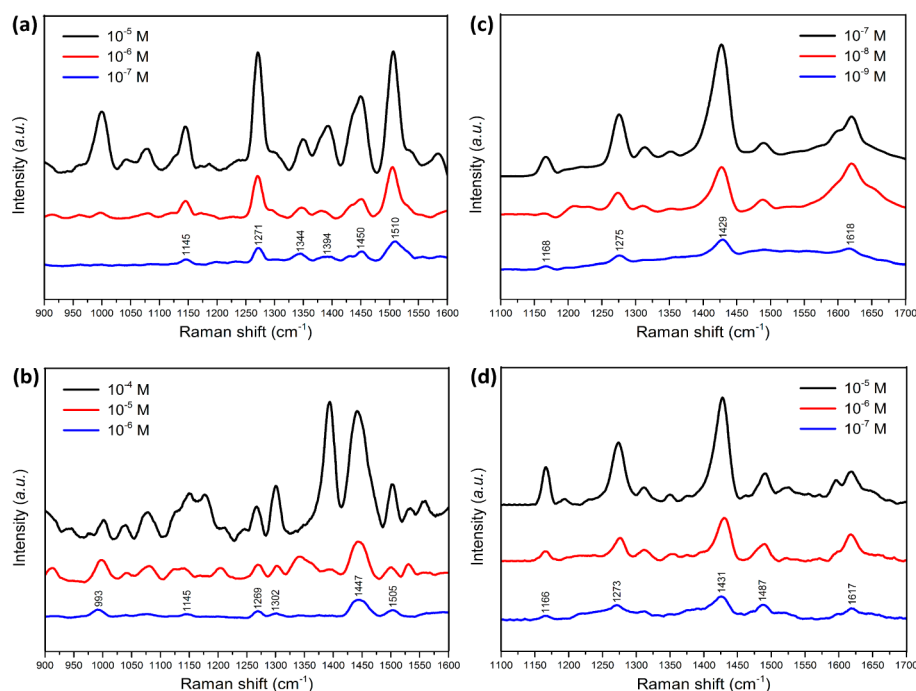 (a)
10⁻⁵ M
10⁻⁶ M
10⁻⁷ M
Intensity (a.u.)
1145
1271
1344
1394
1450
1510
900 950 1000 1050 1100 1150 1200 1250 1300 1350 1400 1450 1500 1550 1600
Raman shift (cm⁻¹)
(c)
10⁻⁷ M
10⁻⁸ M
10⁻⁹ M
Intensity (a.u.)
1168
1275
1429
1618
1100 1150 1200 1250 1300 1350 1400 1450 1500 1550 1600 1650 1700
Raman shift (cm⁻¹)
(b)
10⁻⁴ M
10⁻⁵ M
10⁻⁶ M
Intensity (a.u.)
993
1145
1269
1302
1447
1505
900 950 1000 1050 1100 1150 1200 1250 1300 1350 1400 1450 1500 1550 1600
Raman shift (cm⁻¹)
(d)
10⁻⁵ M
10⁻⁶ M
10⁻⁷ M
Intensity (a.u.)
1166
1273
1431
1487
1617
1100 1150 1200 1250 1300 1350 1400 1450 1500 1550 1600 1650 1700
Raman shift (cm⁻¹)